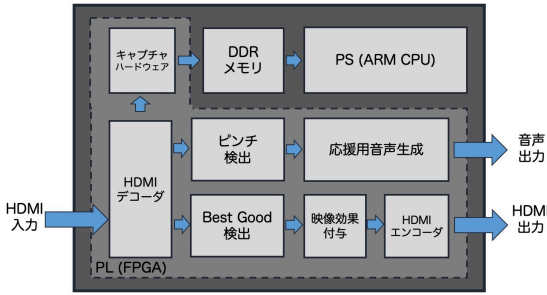 キャプチャ
ハードウェア
DDR
メモリ
PS (ARM CPU)
ピンチ
検出
応援用音声生成
音声
出力
HDMI
デコーダ
HDMI
入力
Best Good
検出
映像効果
付与
HDMI
エンコーダ
HDMI
出力
PL (FPGA)